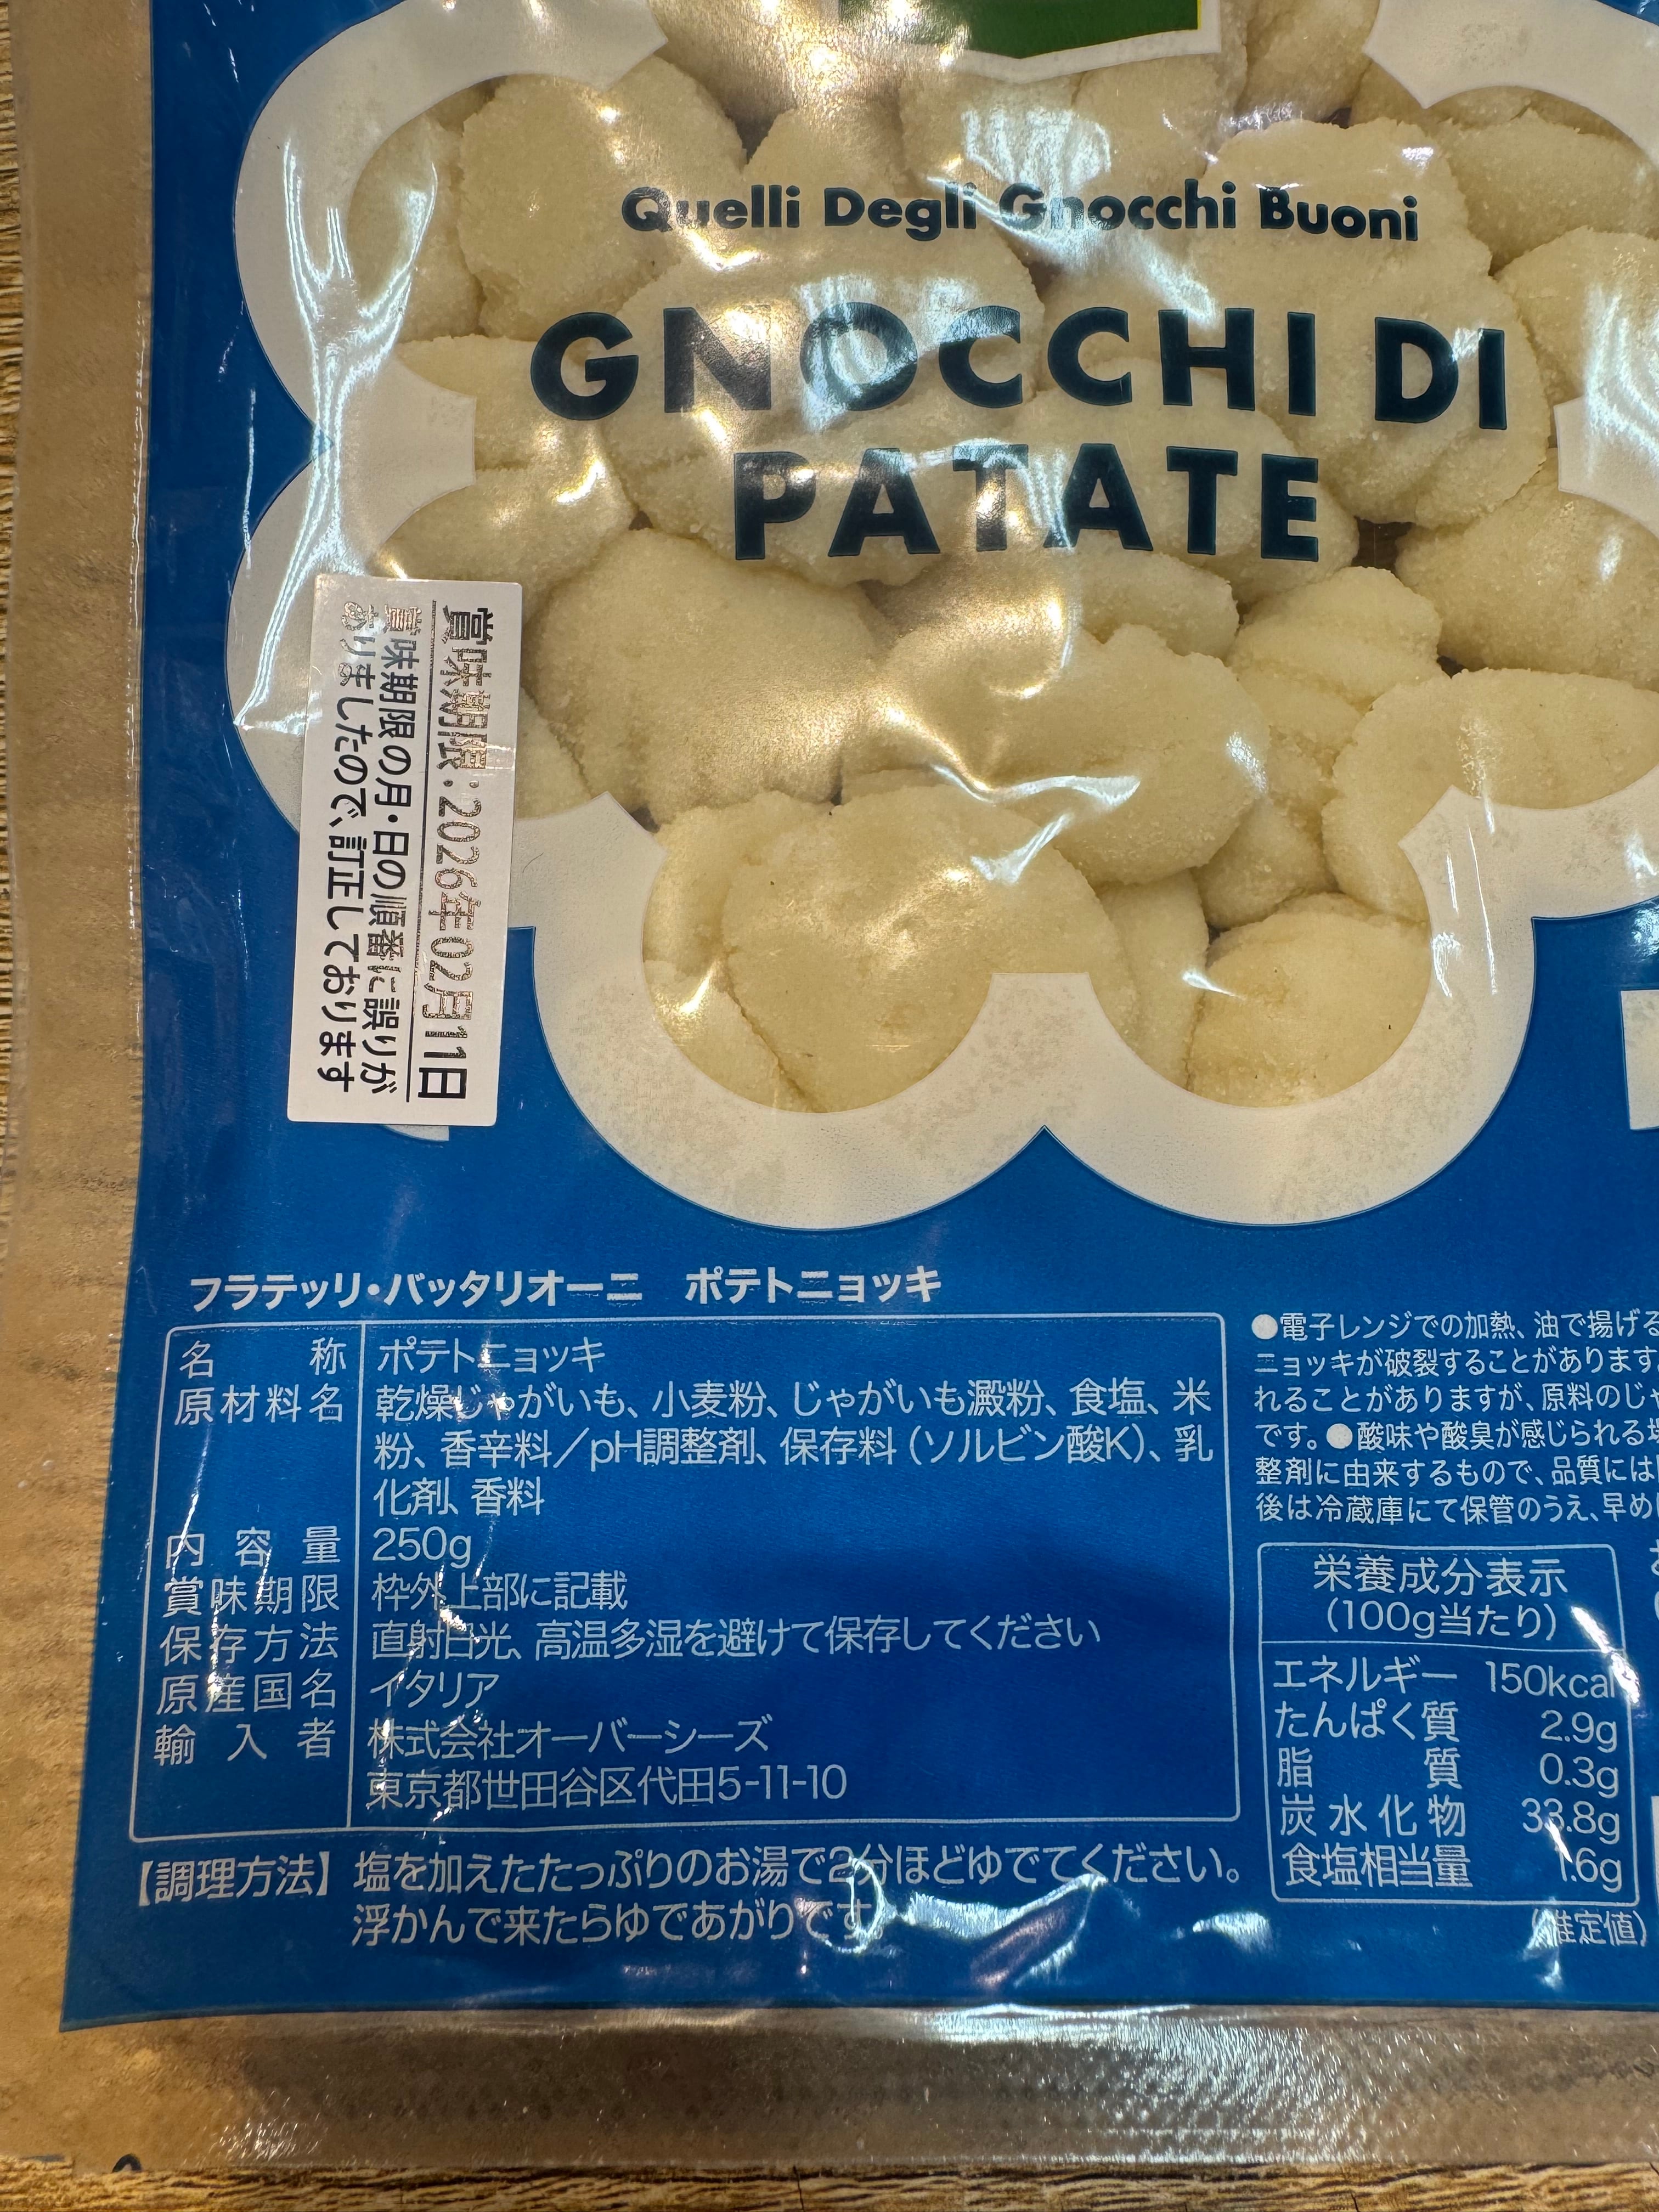 Quelli Degli Gnocchi Buoni
GNOCCHI DI
PATATE
賞味期限:2026年02月11日
賞味期限の月・日の順番に誤りが
ありましたので、訂正しております
フラテッリ・バッタリオーニ ポテトニョッキ
名称 ポテトニョッキ
原材料名 乾燥じゃがいも、小麦粉、じゃがいも澱粉、食塩、米
粉、香辛料/pH調整剤、保存料(ソルビン酸K)、乳
化剤、香料
内容量 250g
賞味期限 枠外上部に記載
保存方法 直射日光、高温多湿を避けて保存してください
原産国名 イタリア
輸入者 株式会社オーバーシーズ
東京都世田谷区代田5-11-10
【調理方法】塩を加えたたっぷりのお湯で2分ほどゆでてください。
浮かんで来たらゆであがりです。
●電子レンジでの加熱、油で揚げる
ニョッキが破裂することがあります。
れることがありますが、原料のじゃ
です。●酸味や酸臭が感じられる場
整剤に由来するもので、品質には
後は冷蔵庫にて保管のうえ、早め
栄養成分表示
(100g当たり)
エネルギー 150kcal
たんぱく質 2.9g
脂質 0.3g
炭水化物 33.8g
食塩相当量 1.6g
(推定値)